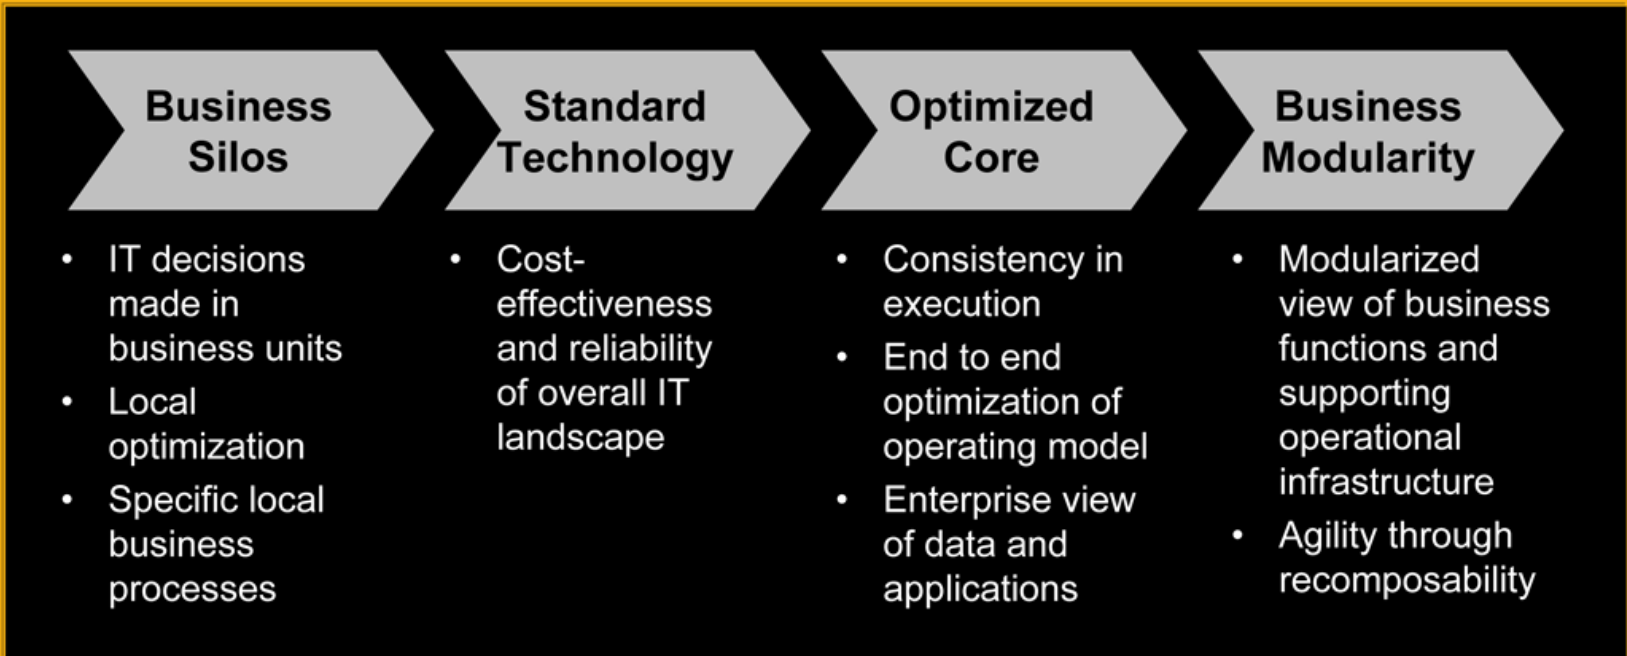 Business
Silos
Standard
Technology
Optimized
Core
Business
Modularity
• IT decisions
made in
business units
• Local
optimization
• Specific local
business
processes
• Cost-
effectiveness
and reliability
of overall IT
landscape
• Consistency in
execution
• End to end
optimization of
operating model
• Enterprise view
of data and
applications
• Modularized
view of business
functions and
supporting
operational
infrastructure
• Agility through
recomposability